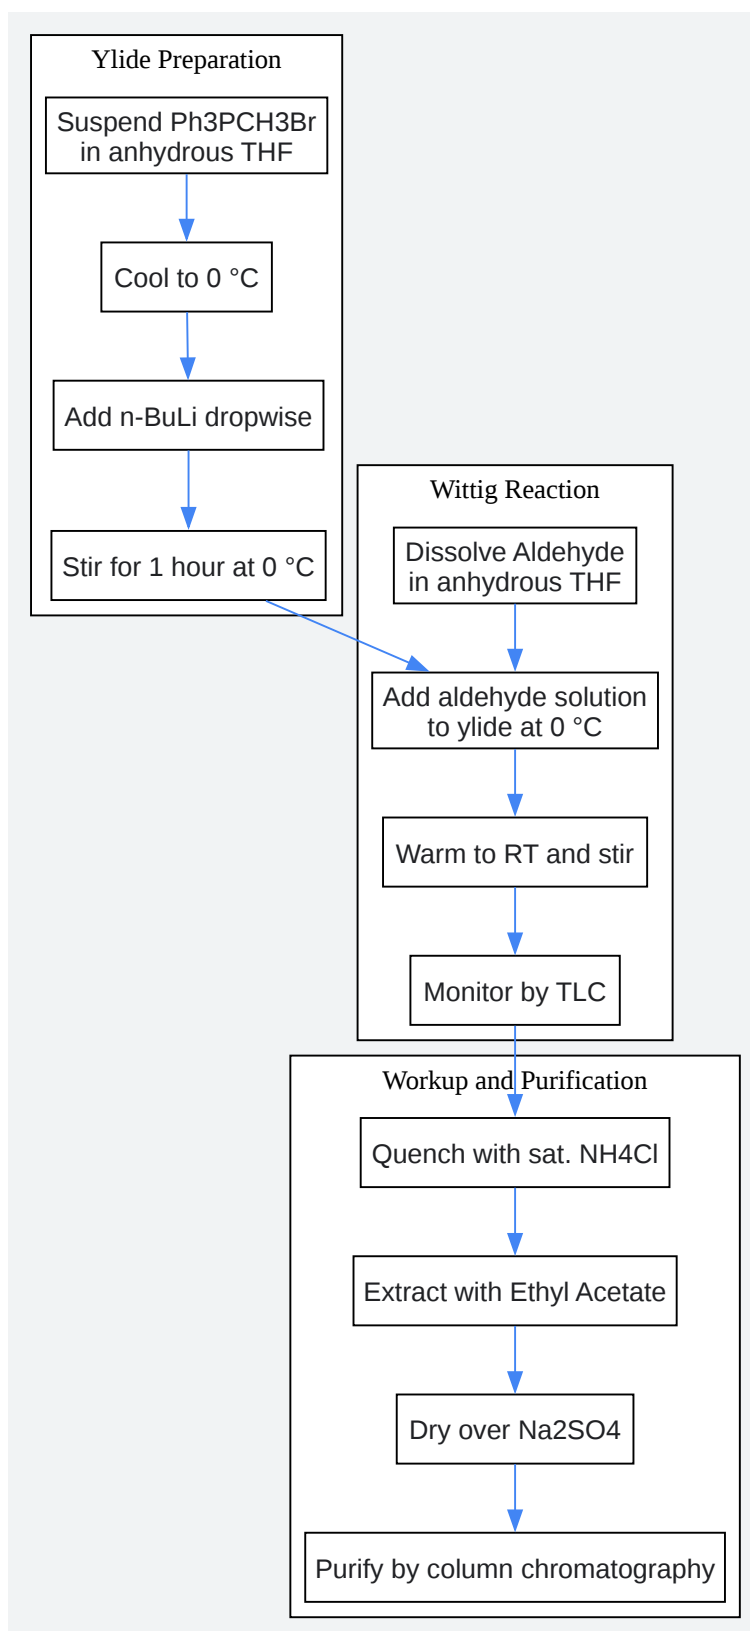 Ylide Preparation
Suspend Ph3PCH3Br
in anhydrous THF
Cool to 0 °C
Add n-BuLi dropwise
Stir for 1 hour at 0 °C
Wittig Reaction
Dissolve Aldehyde
in anhydrous THF
Add aldehyde solution
to ylide at 0 °C
Warm to RT and stir
Monitor by TLC
Workup and Purification
Quench with sat. NH4Cl
Extract with Ethyl Acetate
Dry over Na2SO4
Purify by column chromatography